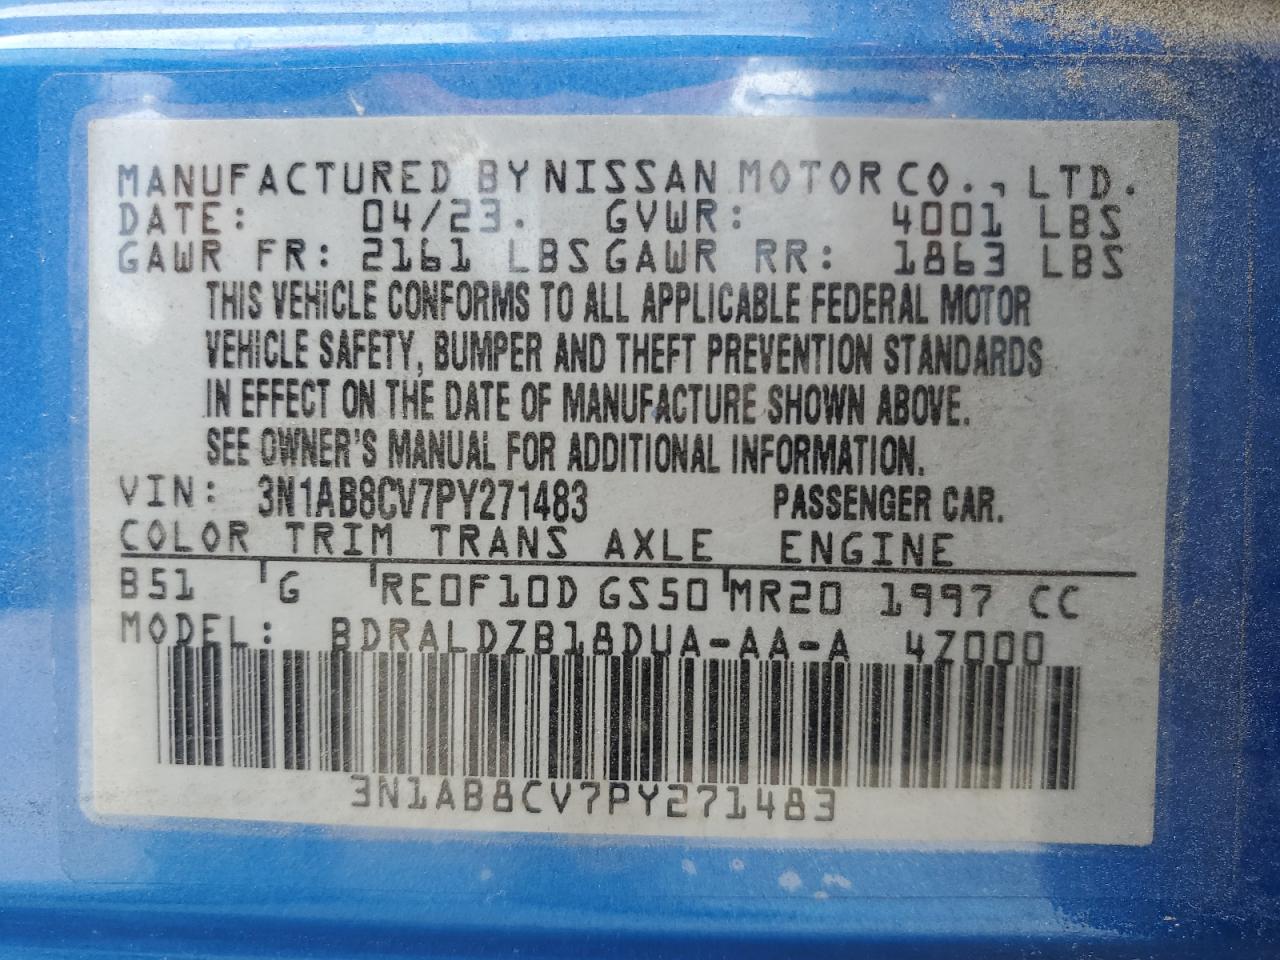 MANUFACTURED BY NISSAN MOTOR CO., LTD.
DATE: 04/23. GVWR: 4001 LBS
GAWR FR: 2161 LBS GAWR RR: 1863 LBS
THIS VEHICLE CONFORMS TO ALL APPLICABLE FEDERAL MOTOR
VEHICLE SAFETY, BUMPER AND THEFT PREVENTION STANDARDS
IN EFFECT ON THE DATE OF MANUFACTURE SHOWN ABOVE.
SEE OWNER'S MANUAL FOR ADDITIONAL INFORMATION.
VIN: 3N1AB8CV7PY271483 PASSENGER CAR.
COLOR TRIM TRANS AXLE ENGINE
B51 G RE0F10D GS50 MR20 1997 CC
MODEL: BDRALDZB18DUA-AA-A 4Z000
3N1AB8CV7PY271483